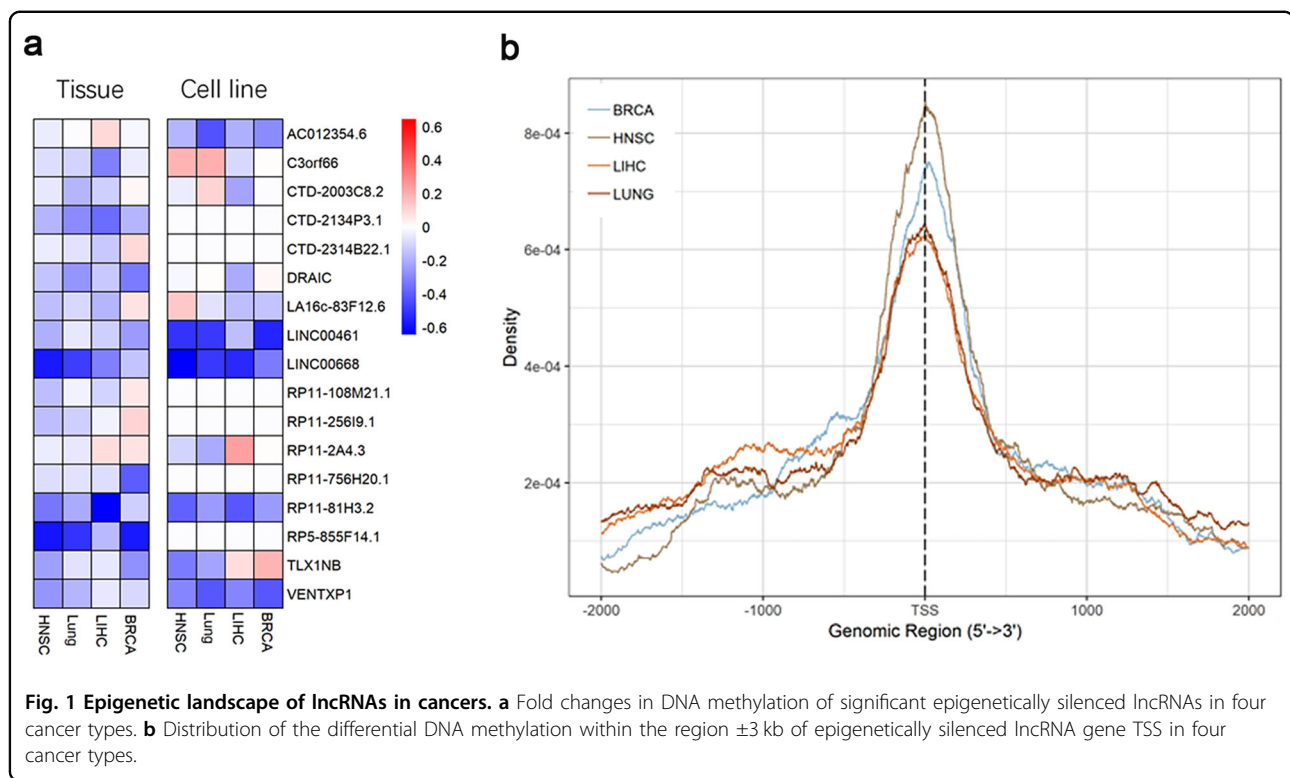 a
Tissue
Cell line
AC012354.6
C3orf66
CTD-2003C8.2
CTD-2134P3.1
CTD-2314B22.1
DRAIC
LA16c-83F12.6
LINC00461
LINC00668
RP11-108M21.1
RP11-256I9.1
RP11-2A4.3
RP11-756H20.1
RP11-81H3.2
RP5-855F14.1
TLX1NB
VENTXP1
HNSC
Lung
LIHC
BRCA
HNSC
Lung
LIHC
BRCA
0.6
0.4
0.2
0
-0.2
-0.4
-0.6
b
BRCA
HNSC
LIHC
LUNG
8e-04
6e-04
4e-04
2e-04
Density
-2000
-1000
TSS
1000
2000
Genomic Region (5'->3')
Fig. 1 Epigenetic landscape of lncRNAs in cancers. a Fold changes in DNA methylation of significant epigenetically silenced lncRNAs in four
cancer types. b Distribution of the differential DNA methylation within the region ±3 kb of epigenetically silenced lncRNA gene TSS in four
cancer types.